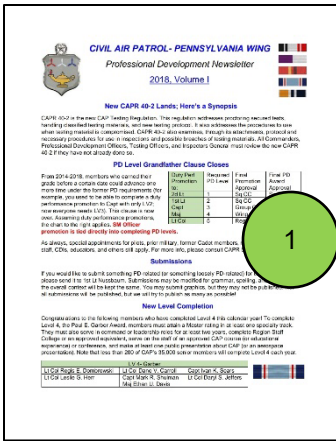 CIVIL AIR PATROL- PENNSYLVANIA WING
Professional Development Newsletter
2018, Volume I
New CAPR 40-2 Lands; Here's a Synopsis
CAPR 40-2 is the new CAP Testing Regulation. This regulation addresses proctoring secured tests,
handling classified testing materials, and new testing protocol. It also addresses the procedures to use
when testing material is compromised. CAPR 40-2 also examines, through its attachments, protocol and
necessary procedures for use in inspections and possible breaches of testing materials. All Commanders,
Professional Development Officers, Testing Officers, and Inspectors General must review the new CAPR
40-2 if they have not already done so.
PD Level Grandfather Clause Closes
From 2014-2018, members who earned their
grade before a certain date could advance one
more time under the former PD requirements (for
example, you used to be able to complete a duty
performance promotion to Capt with only LV2;
now everyone needs LV3). This clause is now
over. Assuming duty performance promotions,
the chart to the right applies. SM Officer
promotion is tied directly into completing PD levels.
Duty Perf. Required Final Final PD
Promotion PD Level Promotion Award
to: Approval Approval
2d Lt 1 Sq CC
1st Lt 2 Sq CC
Capt 3 Group
Maj 4 Wing
Lt Col 5 Reg
As always, special appointments for pilots, prior military, former Cadet members,
staff, CDIs, educators, and others still apply. For more info, please consult CAPR
1
Submissions
If you would like to submit something PD related (or something loosely PD related) for
please send it to 1st Lt Nussbaum. Submissions may be modified for grammar, spelling, and
the overall context will be kept the same. You may submit graphics, but they may not be published.
all submissions will be published, but we will try to publish as many as possible!
New Level Completion
Congratulations to the following members who have completed Level 4 this calendar year! To complete
Level 4, the Paul E. Garber Award, members must attain a Master rating in at least one specialty track.
They must also serve in command or leadership roles for at least two years, complete Region Staff
College or an approved equivalent, serve on the staff of an approved CAP course (or educational
experience) or conference, and make at least one public presentation about CAP (or an aerospace
presentation). Note that less than 200 of CAP's 35,000 senior members will complete Level 4 each year.
LV 4- Garber
Lt Col Regis E. Dombrowski Lt Col Dane V. Carroll Capt Ivan K. Sears
Lt Col Leslie G. Herr Capt Mark R. Shulman Lt Col Daryl S. Jeffers
Maj Ethan U. Davis